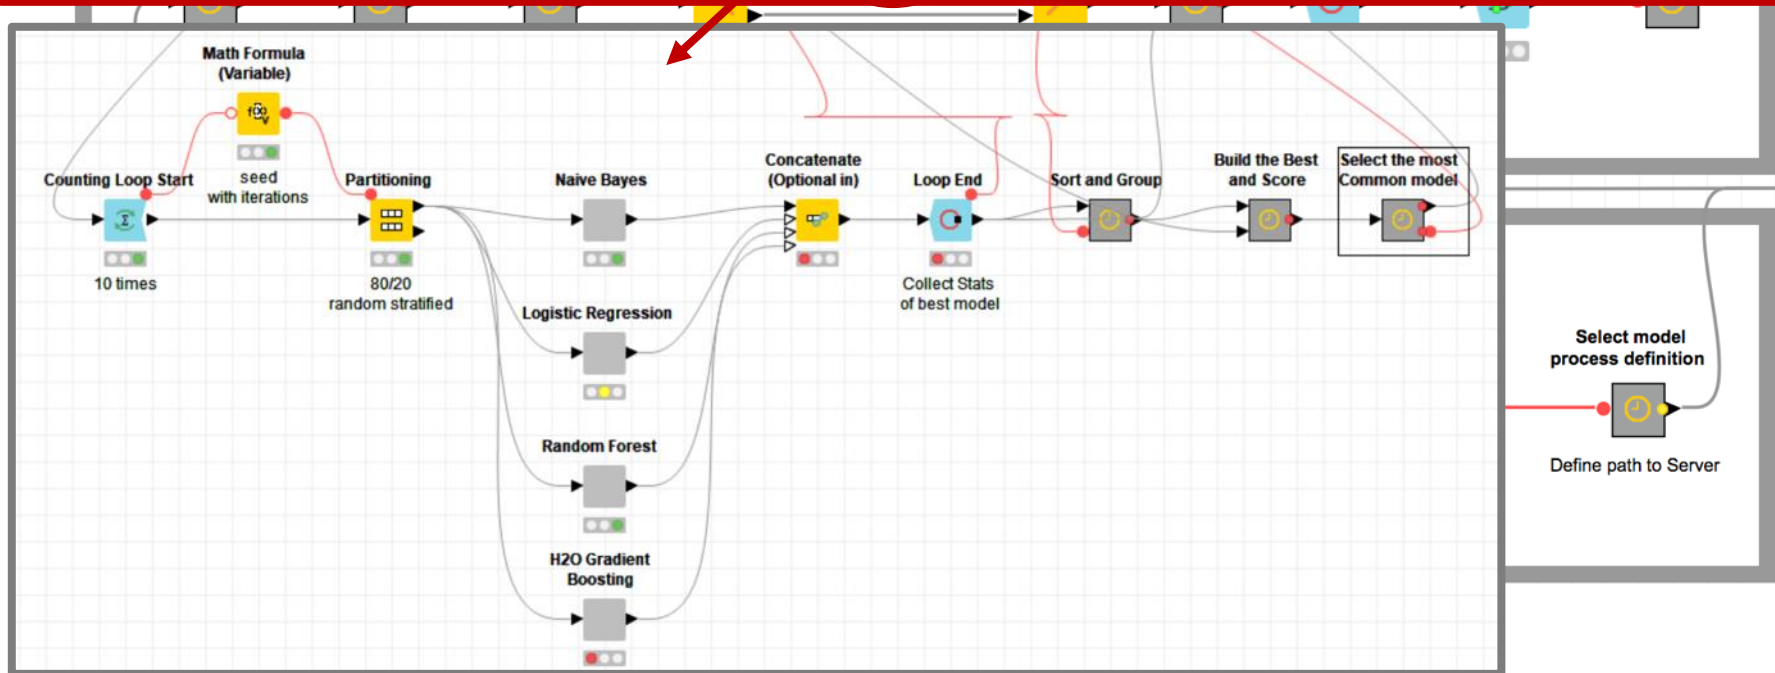 Math Formula
(Variable)
seed
with iterations
Counting Loop Start
10 times
Partitioning
80/20
random stratified
Naive Bayes
Logistic Regression
Random Forest
H2O Gradient
Boosting
Concatenate
(Optional in)
Loop End
Collect Stats
of best model
Sort and Group
Build the Best
and Score
Select the most
Common model
Select model
process definition
Define path to Server